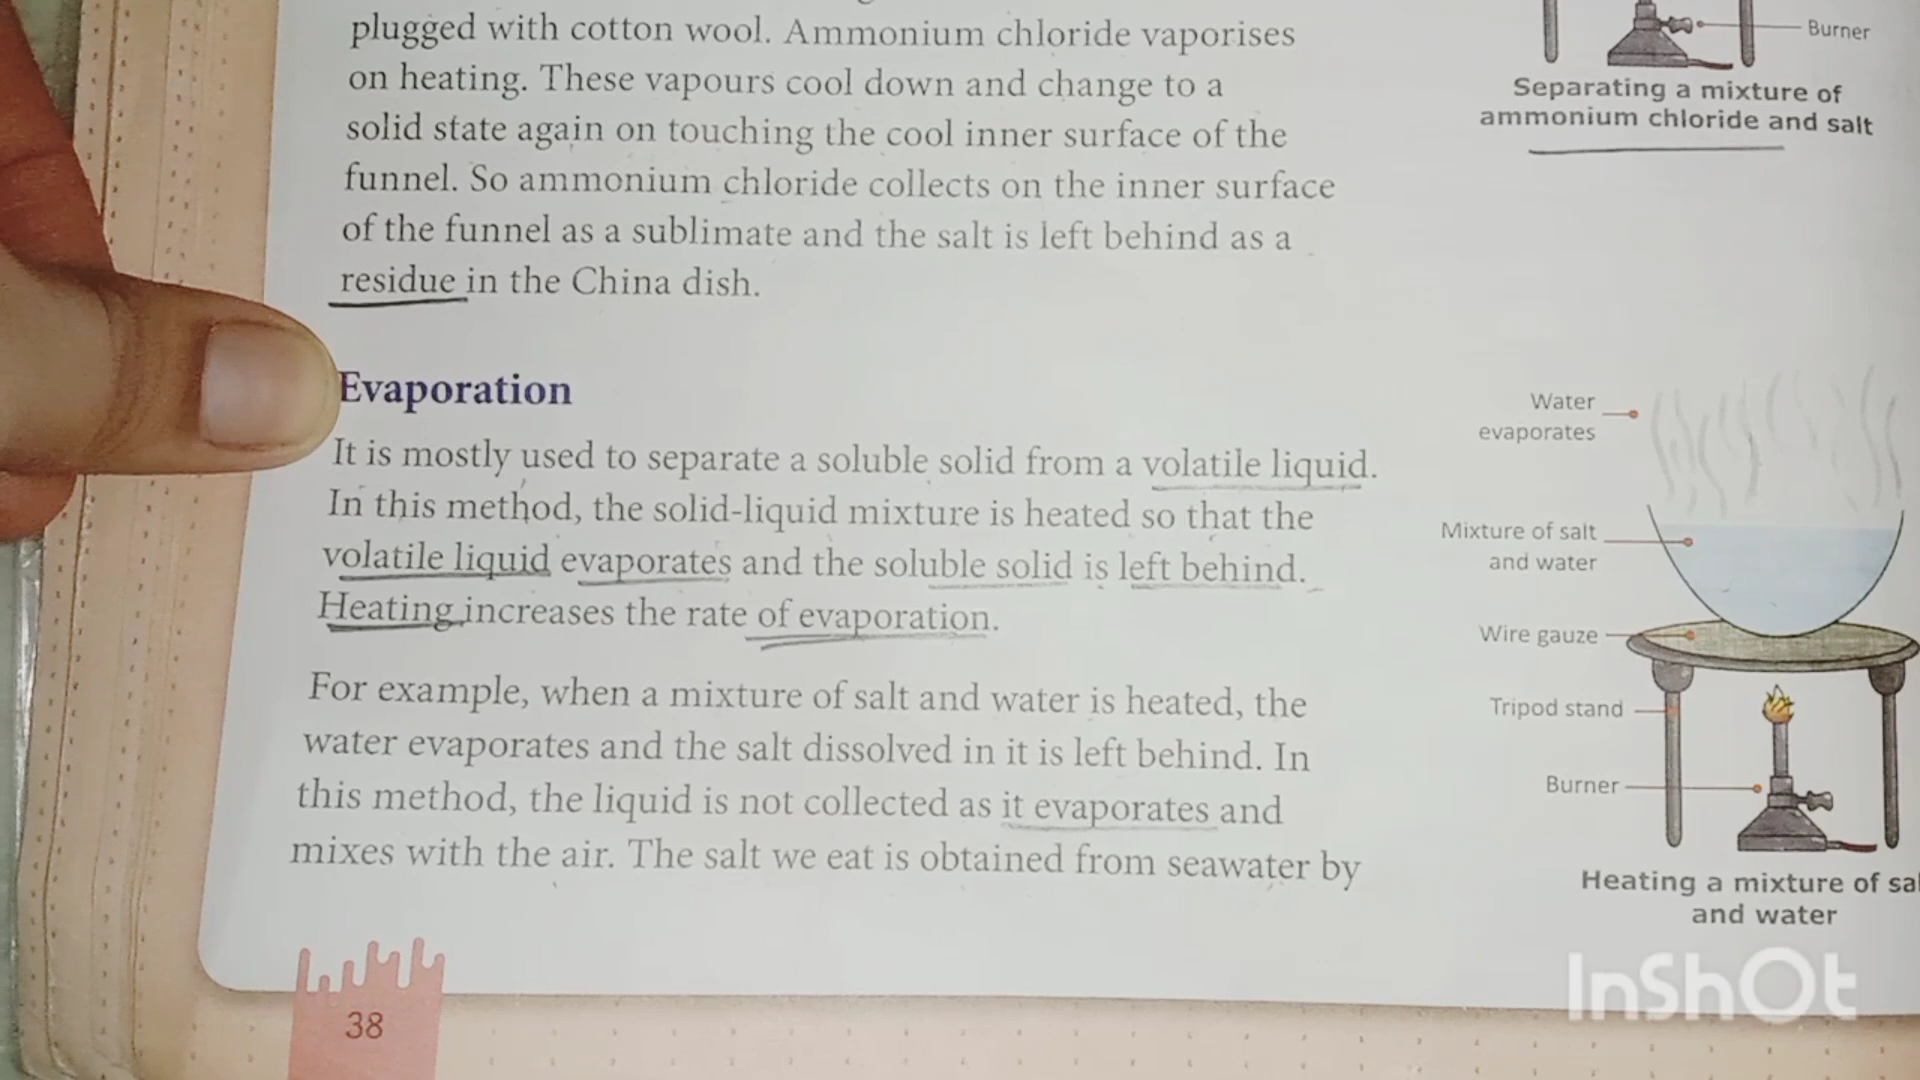 plugged with cotton wool. Ammonium chloride vaporises
on heating. These vapours cool down and change to a
solid state again on touching the cool inner surface of the
funnel. So ammonium chloride collects on the inner surface
of the funnel as a sublimate and the salt is left behind as a
residue in the China dish.
Burner
Separating a mixture of
ammonium chloride and salt
Evaporation
It is mostly used to separate a soluble solid from a volatile liquid.
In this method, the solid-liquid mixture is heated so that the
volatile liquid evaporates and the soluble solid is left behind.
Heating increases the rate of evaporation.
For example, when a mixture of salt and water is heated, the
water evaporates and the salt dissolved in it is left behind. In
this method, the liquid is not collected as it evaporates and
mixes with the air. The salt we eat is obtained from seawater by
Water
evaporates
Mixture of salt
and water
Wire gauze
Tripod stand
Burner
Heating a mixture of
and water
38
InShOt